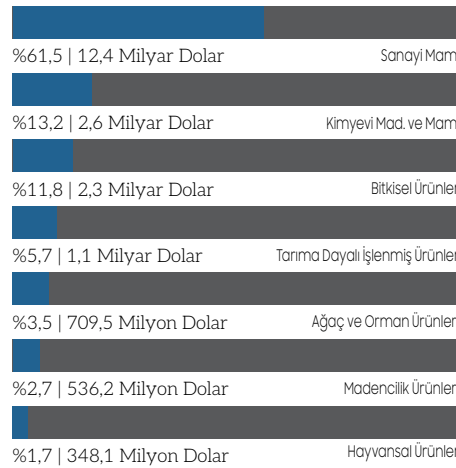 %61,5 | 12,4 Milyar Dolar Sanayi Mam
%13,2 | 2,6 Milyar Dolar Kimyevi Mad. ve Mam
%11,8 | 2,3 Milyar Dolar Bitkisel Ürünler
%5,7 | 1,1 Milyar Dolar Tarıma Dayalı İşlenmiş Ürünler
%3,5 | 709,5 Milyon Dolar Ağaç ve Orman Ürünler
%2,7 | 536,2 Milyon Dolar Madencilik Ürünler
%1,7 | 348,1 Milyon Dolar Hayvansal Ürünler